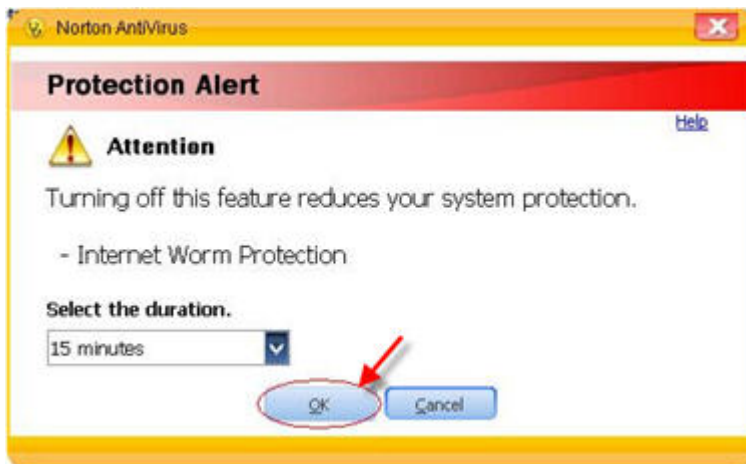 Norton AntiVirus
Protection Alert
Help
Attention
Turning off this feature reduces your system protection.
- Internet Worm Protection
Select the duration.
15 minutes
OK Cancel